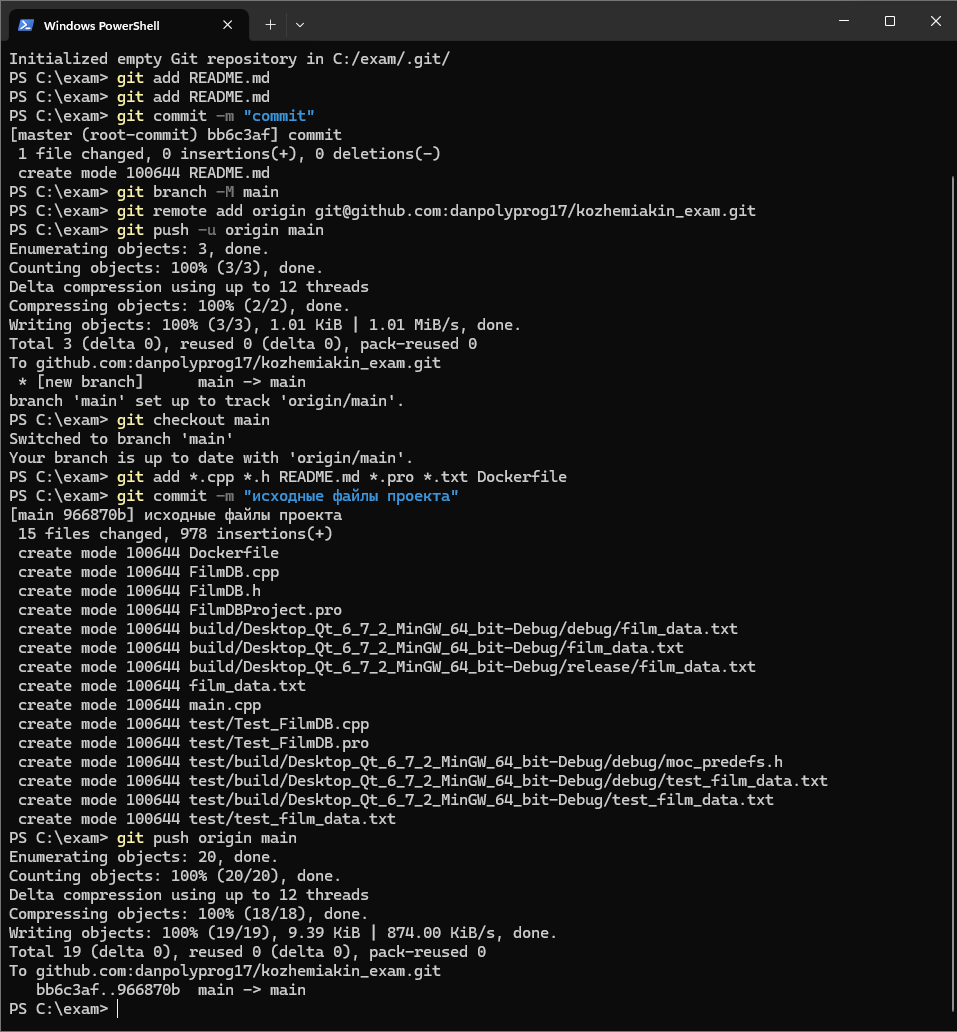 Windows PowerShell
Initialized empty Git repository in C:/exam/.git/
PS C:\exam> git add README.md
PS C:\exam> git add README.md
PS C:\exam> git commit -m "commit"
[master (root-commit) bb6c3af] commit
 1 file changed, 0 insertions(+), 0 deletions(-)
 create mode 100644 README.md
PS C:\exam> git branch -M main
PS C:\exam> git remote add origin git@github.com:danpolyprog17/kozhemiakin_exam.git
PS C:\exam> git push -u origin main
Enumerating objects: 3, done.
Counting objects: 100% (3/3), done.
Delta compression using up to 12 threads
Compressing objects: 100% (2/2), done.
Writing objects: 100% (3/3), 1.01 KiB | 1.01 MiB/s, done.
Total 3 (delta 0), reused 0 (delta 0), pack-reused 0
To github.com:danpolyprog17/kozhemiakin_exam.git
 * [new branch]      main -> main
branch 'main' set up to track 'origin/main'.
PS C:\exam> git checkout main
Switched to branch 'main'
Your branch is up to date with 'origin/main'.
PS C:\exam> git add *.cpp *.h README.md *.pro *.txt Dockerfile
PS C:\exam> git commit -m "исходные файлы проекта"
[main 966870b] исходные файлы проекта
 15 files changed, 978 insertions(+)
 create mode 100644 Dockerfile
 create mode 100644 FilmDB.cpp
 create mode 100644 FilmDB.h
 create mode 100644 FilmDBProject.pro
 create mode 100644 build/Desktop_Qt_6_7_2_MinGW_64_bit-Debug/debug/film_data.txt
 create mode 100644 build/Desktop_Qt_6_7_2_MinGW_64_bit-Debug/film_data.txt
 create mode 100644 build/Desktop_Qt_6_7_2_MinGW_64_bit-Debug/release/film_data.txt
 create mode 100644 film_data.txt
 create mode 100644 main.cpp
 create mode 100644 test/Test_FilmDB.cpp
 create mode 100644 test/Test_FilmDB.pro
 create mode 100644 test/build/Desktop_Qt_6_7_2_MinGW_64_bit-Debug/debug/moc_predefs.h
 create mode 100644 test/build/Desktop_Qt_6_7_2_MinGW_64_bit-Debug/debug/test_film_data.txt
 create mode 100644 test/build/Desktop_Qt_6_7_2_MinGW_64_bit-Debug/test_film_data.txt
 create mode 100644 test/test_film_data.txt
PS C:\exam> git push origin main
Enumerating objects: 20, done.
Counting objects: 100% (20/20), done.
Delta compression using up to 12 threads
Compressing objects: 100% (18/18), done.
Writing objects: 100% (19/19), 9.39 KiB | 874.00 KiB/s, done.
Total 19 (delta 0), reused 0 (delta 0), pack-reused 0
To github.com:danpolyprog17/kozhemiakin_exam.git
   bb6c3af..966870b  main -> main
PS C:\exam>